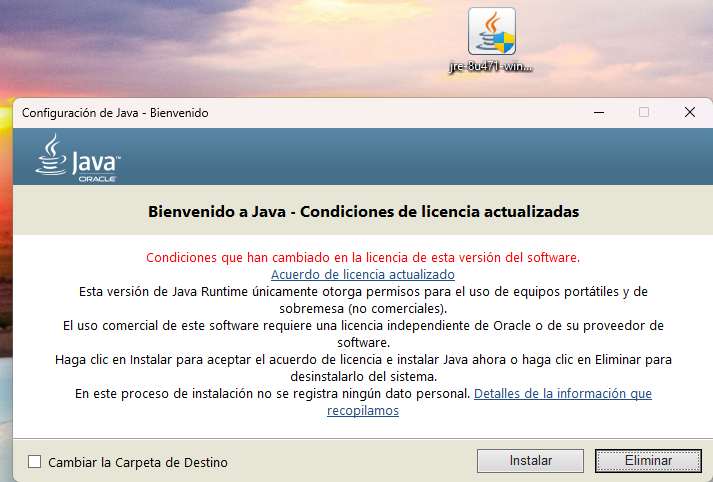 jre-8u471-win...
Configuración de Java - Bienvenido
Java™
ORACLE
Bienvenido a Java - Condiciones de licencia actualizadas
Condiciones que han cambiado en la licencia de esta versión del software.
Acuerdo de licencia actualizado
Esta versión de Java Runtime únicamente otorga permisos para el uso de equipos portátiles y de
sobremesa (no comerciales).
El uso comercial de este software requiere una licencia independiente de Oracle o de su proveedor de
software.
Haga clic en Instalar para aceptar el acuerdo de licencia e instalar Java ahora o haga clic en Eliminar para
desinstalarlo del sistema.
En este proceso de instalación no se registra ningún dato personal. Detalles de la información que
recopilamos
Cambiar la Carpeta de Destino
Instalar
Eliminar